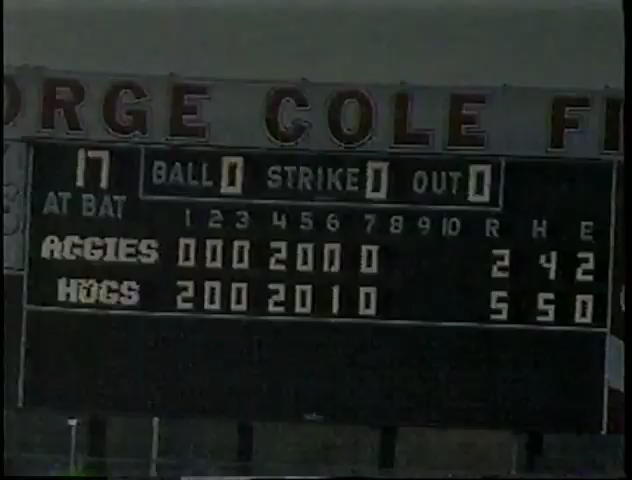 ORGE COLE FI
17 BALL 0 STRIKE 0 OUT 0
AT BAT
1 2 3 4 5 6 7 8 9 10 R H E
AGGIES 0 0 0 2 0 0 0 2 4 2
HOGS 2 0 0 2 0 1 0 5 5 0